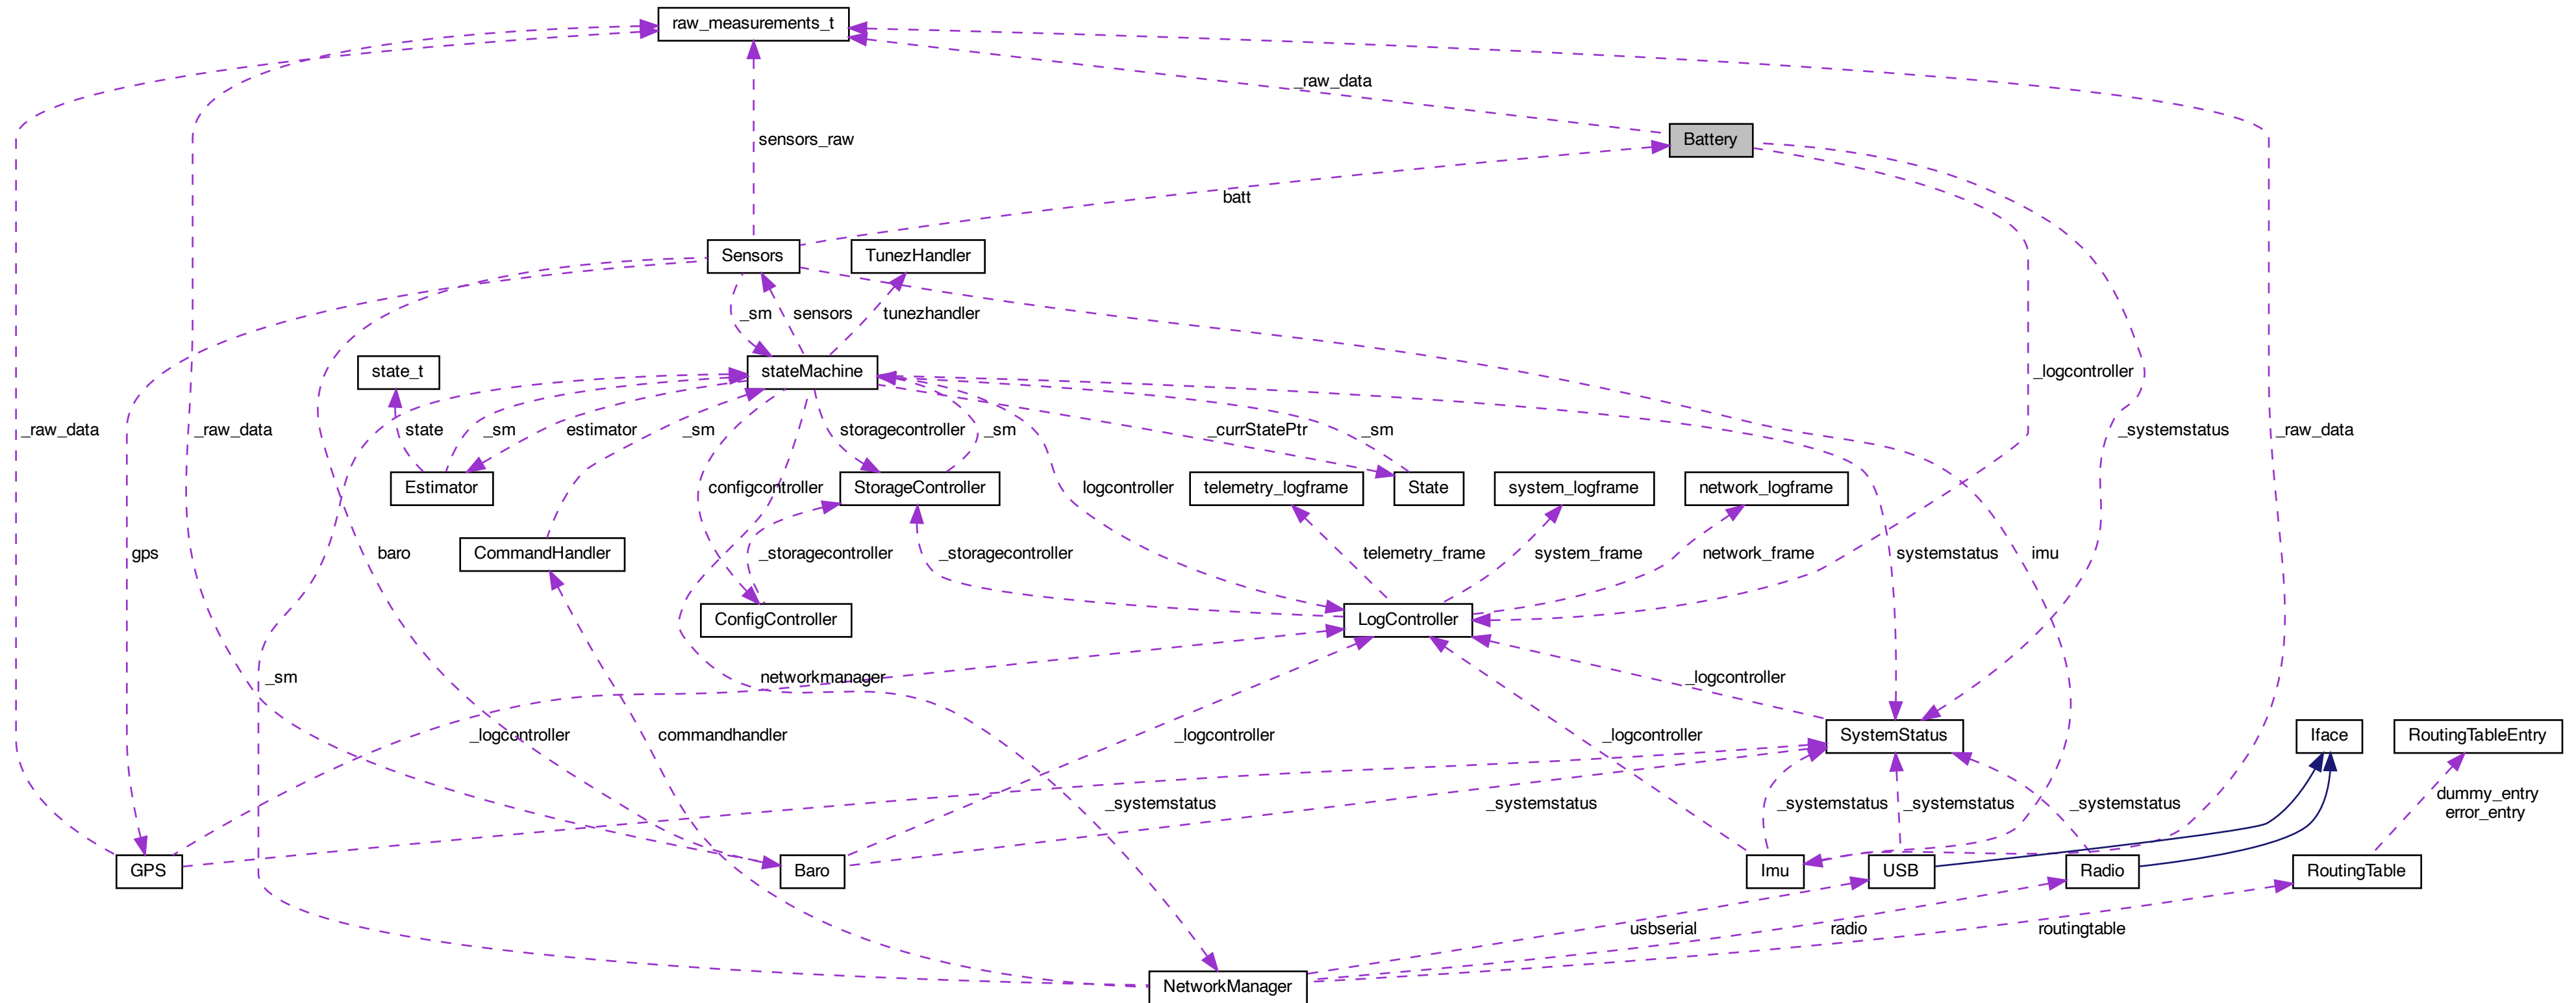 raw_measurements_t
_raw_data
Battery
sensors_raw
batt
Sensors
TunezHandler
_sm
sensors
tunezhandler
state_t
stateMachine
_logcontroller
_raw_data
_raw_data
state
_sm
estimator
_sm
storagecontroller
_sm
_currStatePtr
_sm
_systemstatus
_raw_data
Estimator
configcontroller
StorageController
logcontroller
telemetry_logframe
State
system_logframe
network_logframe
gps
baro
CommandHandler
_storagecontroller
_storagecontroller
telemetry_frame
system_frame
network_frame
systemstatus
imu
ConfigController
LogController
_sm
networkmanager
_logcontroller
_logcontroller
commandhandler
_logcontroller
_logcontroller
SystemStatus
Iface
RoutingTableEntry
_systemstatus
_systemstatus
_systemstatus
_systemstatus
_systemstatus
dummy_entry
error_entry
GPS
Baro
Imu
USB
Radio
RoutingTable
usbserial
radio
routingtable
NetworkManager